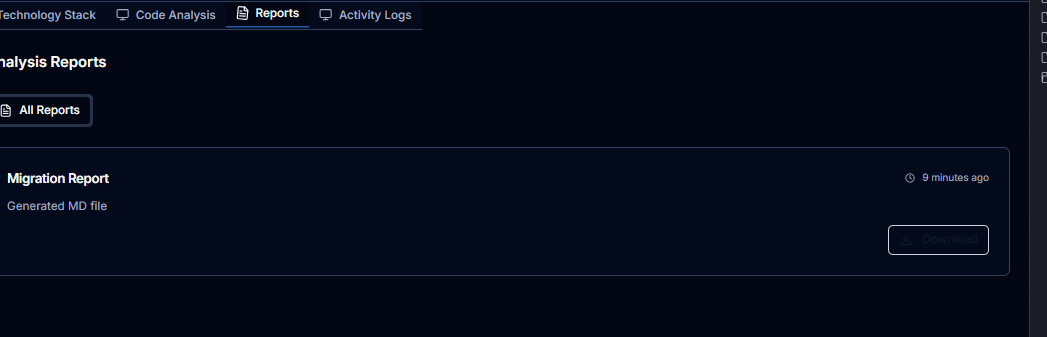 Technology Stack Code Analysis Reports Activity Logs
nalysis Reports
All Reports
Migration Report 9 minutes ago
Generated MD file
Download